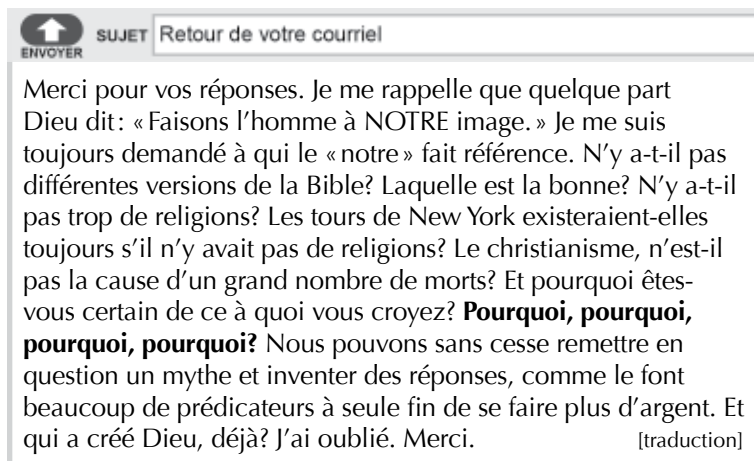 ENVOYER
SUJET Retour de votre courriel
Merci pour vos réponses. Je me rappelle que quelque part
Dieu dit: « Faisons l’homme à NOTRE image. » Je me suis
toujours demandé à qui le « notre » fait référence. N’y a-t-il pas
différentes versions de la Bible? Laquelle est la bonne? N’y a-t-il
pas trop de religions? Les tours de New York existeraient-elles
toujours s’il n’y avait pas de religions? Le christianisme, n’est-il
pas la cause d’un grand nombre de morts? Et pourquoi êtes-
vous certain de ce à quoi vous croyez? Pourquoi, pourquoi,
pourquoi, pourquoi? Nous pouvons sans cesse remettre en
question un mythe et inventer des réponses, comme le font
beaucoup de prédicateurs à seule fin de se faire plus d’argent. Et
qui a créé Dieu, déjà? J’ai oublié. Merci. [traduction]